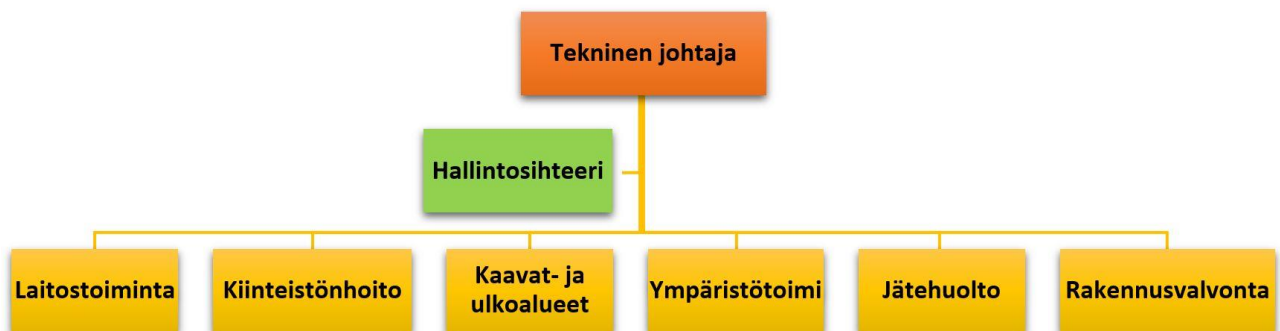 Tekninen johtaja
Hallintosihteeri
Laitostoiminta
Kiinteistönhoito
Kaavat- ja
ulkoalueet
Ympäristötoimi
Jätehuolto
Rakennusvalvonta